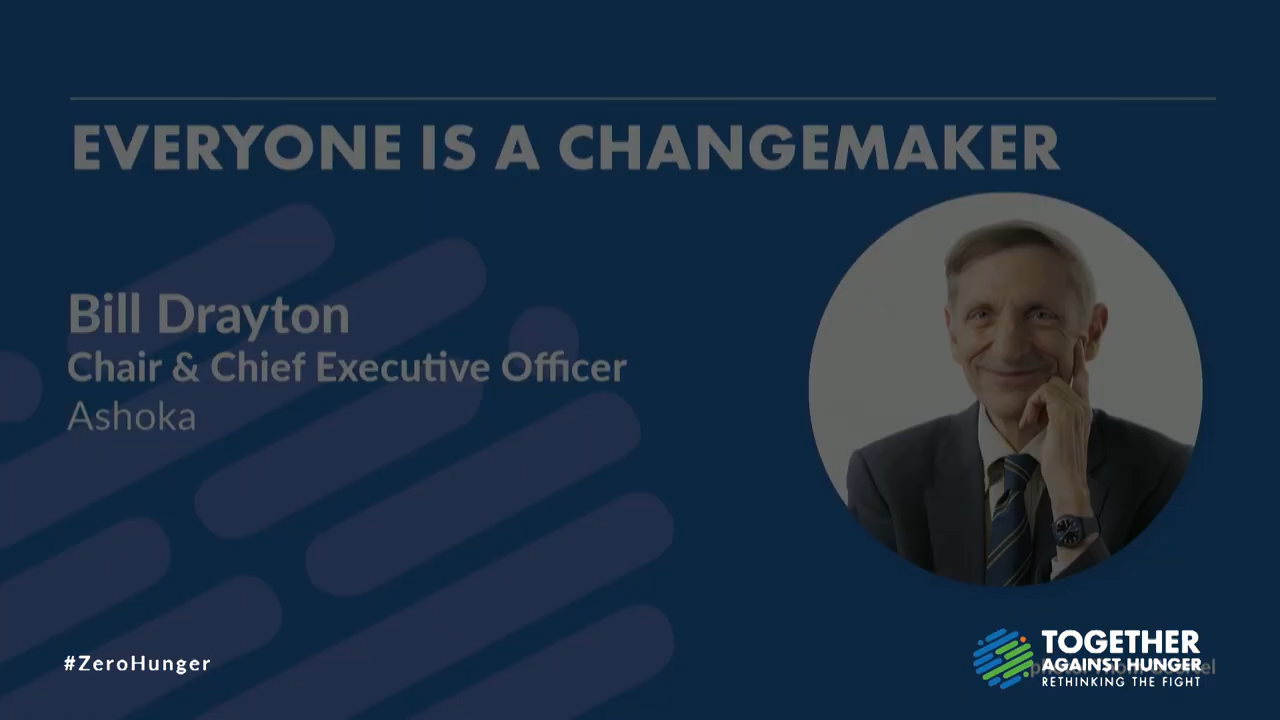 EVERYONE IS A CHANGEMAKER
Bill Drayton
Chair & Chief Executive Officer
Ashoka
#ZeroHunger
TOGETHER
AGAINST HUNGER
RETHINKING THE FIGHT